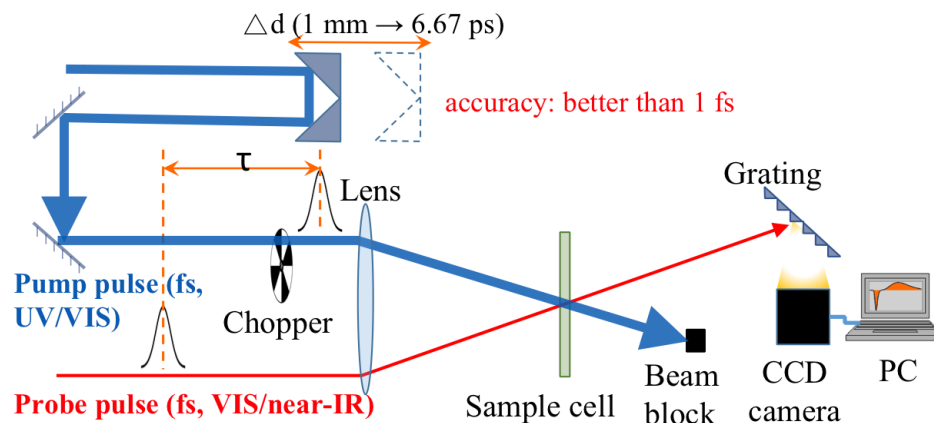 △d (1 mm → 6.67 ps)
accuracy: better than 1 fs
τ
Lens
Grating
Pump pulse (fs,
UV/VIS)
Chopper
Probe pulse (fs, VIS/near-IR)
Sample cell
Beam
block
CCD
camera
PC